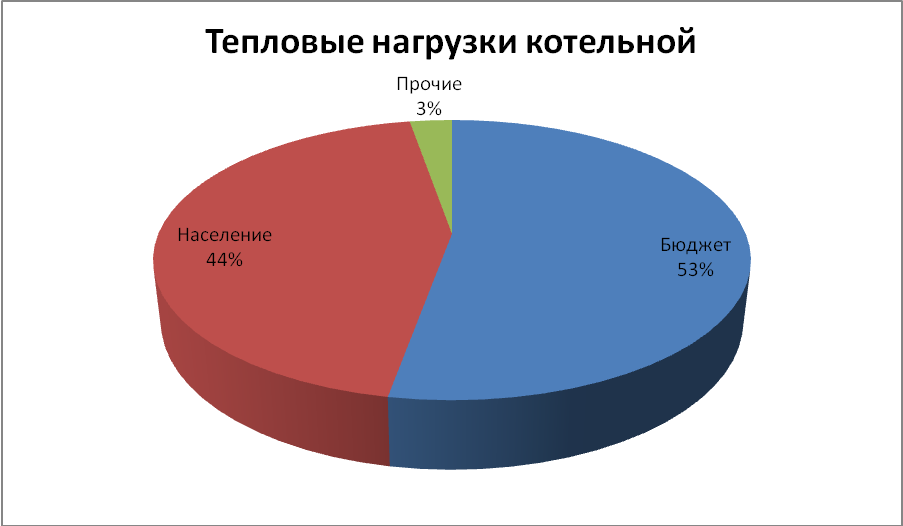 Тепловые нагрузки котельной
Прочие
3%
Население
44%
Бюджет
53%